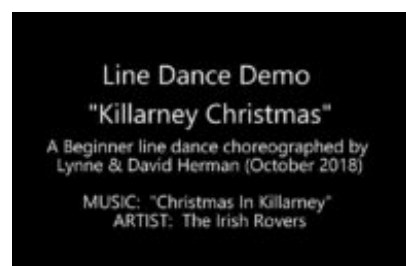 Line Dance Demo
"Killarney Christmas"
A Beginner line dance choreographed by
Lynne & David Herman (October 2018)
MUSIC: "Christmas In Killarney"
ARTIST: The Irish Rovers